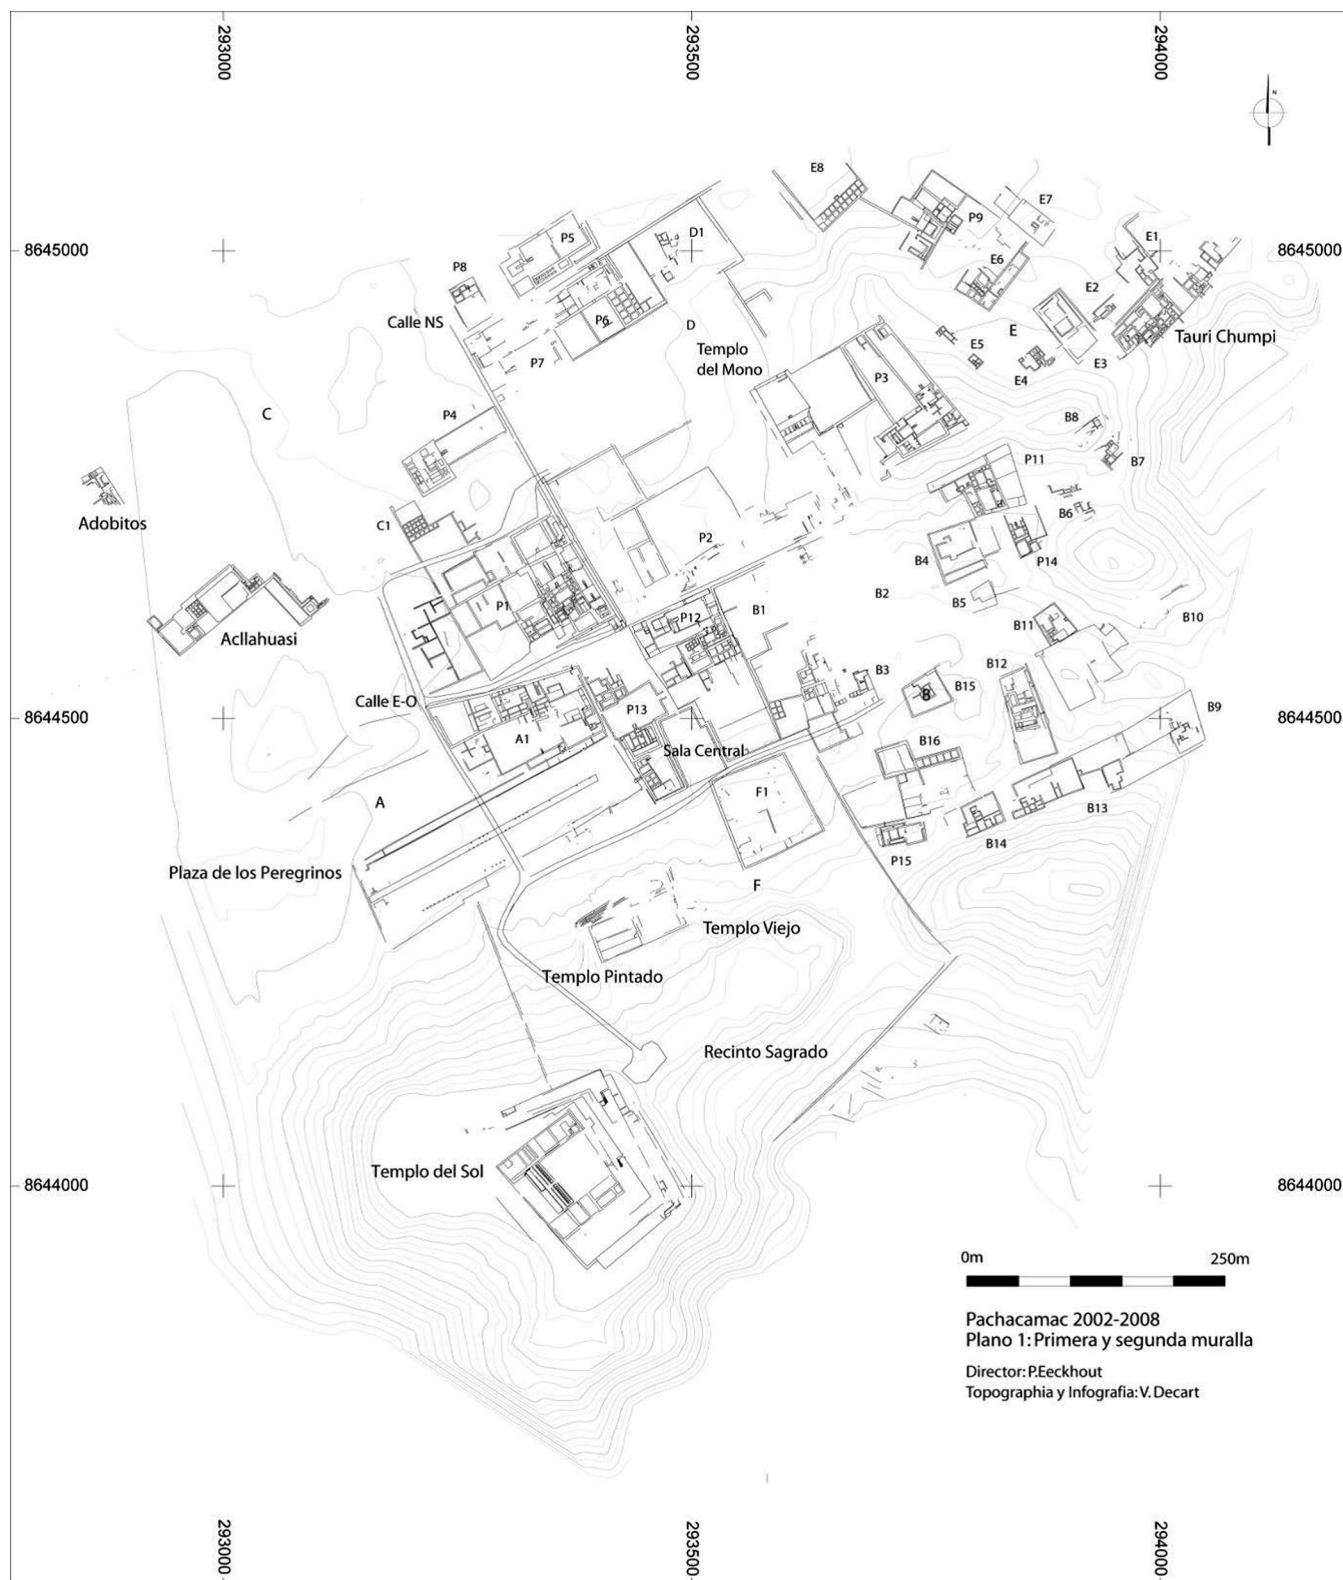 293000
293500
294000
N
E8
E7
P9
D1
P5
E1
8645000
8645000
E6
P8
E2
Calle NS
P6
D
E
Tauri Chumpi
Templo
del Mono
E5
P7
E3
P3
E4
C
P4
B8
P11
B7
Adobitos
C1
B6
P2
B4
P14
B2
B5
P1
B1
P12
B10
B11
Acllahuasi
B3
B12
B15
B
Calle E-O
B9
8644500
8644500
P13
A1
B16
Sala Central
F1
A
B13
B14
P15
Plaza de los Peregrinos
F
Templo Viejo
Templo Pintado
Recinto Sagrado
Templo del Sol
8644000
8644000
0m 250m
Pachacamac 2002-2008
Plano 1: Primera y segunda muralla
Director: P.Eeckhout
Topographia y Infografia: V. Decart
293000
293500
294000